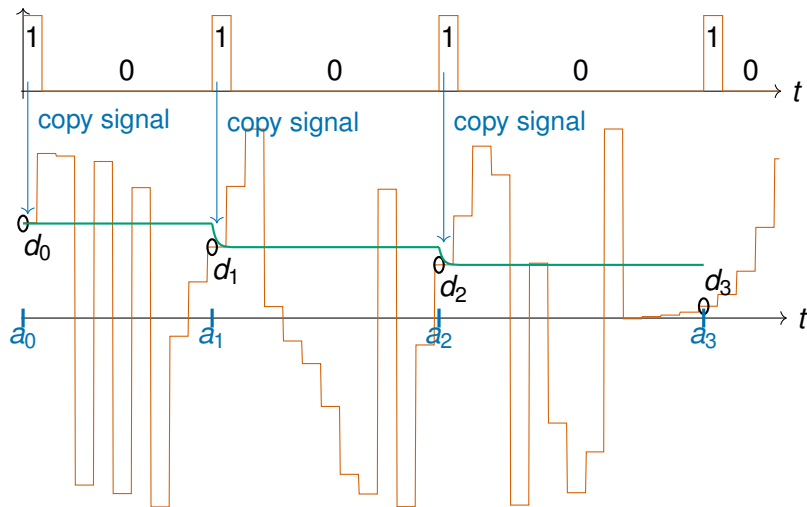 1 1 1 1
0 0 0 0
t
copy signal copy signal copy signal
d0
d1
d2
d3
t
a0 a1 a2 a3